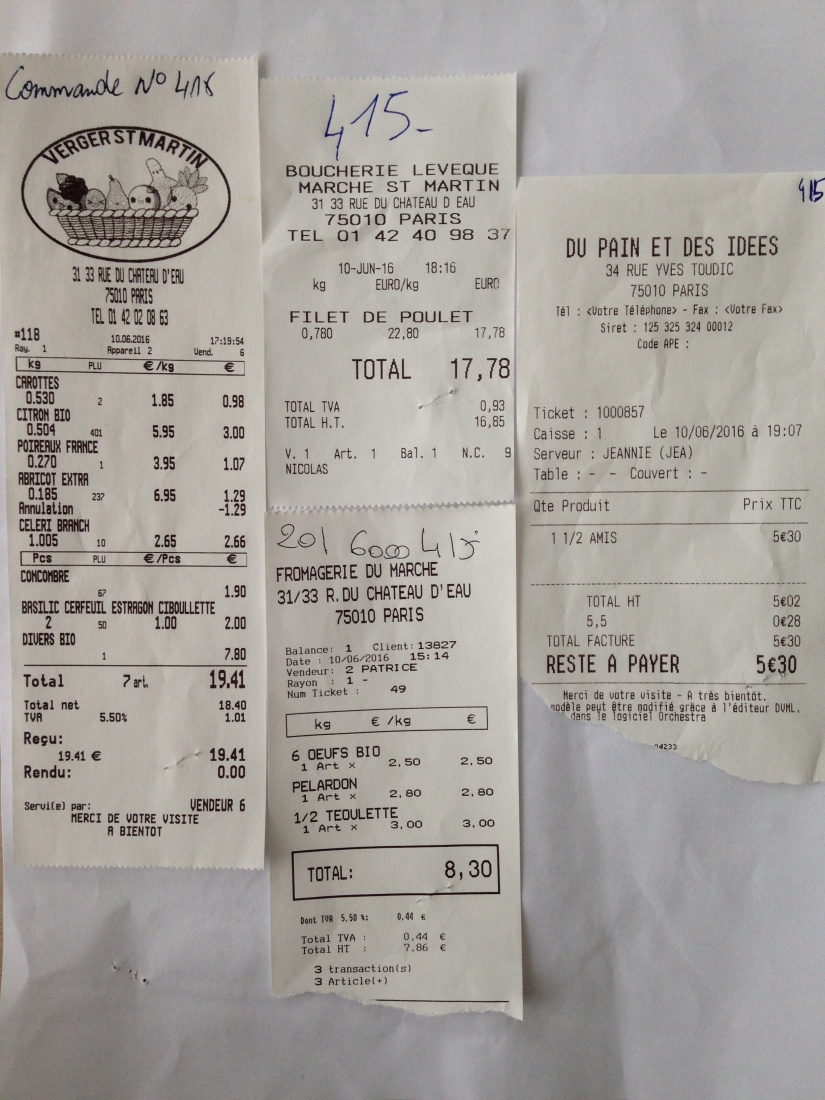 Commande N° 418
VERGER ST MARTIN
31 33 RUE DU CHATEAU D'EAU
75010 PARIS
TEL 01 42 02 08 63
#118 10.06.2016 17:19:54
Ray. 1 Appareil 2 Vend. 6
kg PLU €/kg €
CAROTTES
0.530 2 1.85 0.98
CITRON BIO
0.504 401 5.95 3.00
POIREAUX FRANCE
0.270 1 3.95 1.07
ABRICOT EXTRA
0.185 237 6.95 1.29
Annulation -1.29
CELERI BRANCH
1.005 10 2.65 2.66
Pcs PLU €/Pcs €
CONCOMBRE
67 1.90
BASILIC CERFEUIL ESTRAGON CIBOULLETTE
2 50 1.00 2.00
DIVERS BIO
1 7.80
Total 7 art. 19.41
Total net 18.40
TVA 5.50% 1.01
Reçu:
19.41 € 19.41
Rendu: 0.00
Servi(e) par: VENDEUR 6
MERCI DE VOTRE VISITE
A BIENTOT
415-
BOUCHERIE LEVEQUE
MARCHE ST MARTIN
31 33 RUE DU CHATEAU D EAU
75010 PARIS
TEL 01 42 40 98 37
10-JUN-16 18:16
kg EURO/kg EURO
FILET DE POULET
0,780 22,80 17,78
TOTAL 17,78
TOTAL TVA 0,93
TOTAL H.T. 16,85
V. 1 Art. 1 Bal. 1 N.C. 9
NICOLAS
201 6000 415
FROMAGERIE DU MARCHE
31/33 R.DU CHATEAU D'EAU
75010 PARIS
Balance: 1 Client:13827
Date : 10/06/2016 15:14
Vendeur: 2 PATRICE
Rayon : 1 -
Num Ticket : 49
kg €/kg €
6 OEUFS BIO
1 Art x 2,50 2,50
PELARDON
1 Art x 2,80 2,80
1/2 TEOULETTE
1 Art x 3,00 3,00
TOTAL: 8,30
Dont TVA 5,50 %: 0,44 €
Total TVA : 0,44 €
Total HT : 7,86 €
3 transaction(s)
3 Article(+)
415
DU PAIN ET DES IDEES
34 RUE YVES TOUDIC
75010 PARIS
Tél : <Votre Téléphone> - Fax : <Votre Fax>
Siret : 125 325 324 00012
Code APE :
Ticket : 1000857
Caisse : 1 Le 10/06/2016 à 19:07
Serveur : JEANNIE (JEA)
Table : - - Couvert : -
Qte Produit Prix TTC
1 1/2 AMIS 5€30
TOTAL HT 5€02
5,5 0€28
TOTAL FACTURE 5€30
RESTE A PAYER 5€30
Merci de votre visite - A très bientôt.
modèle peut être modifié grâce à l'éditeur DVML,
dans le logiciel Orchestra
04233